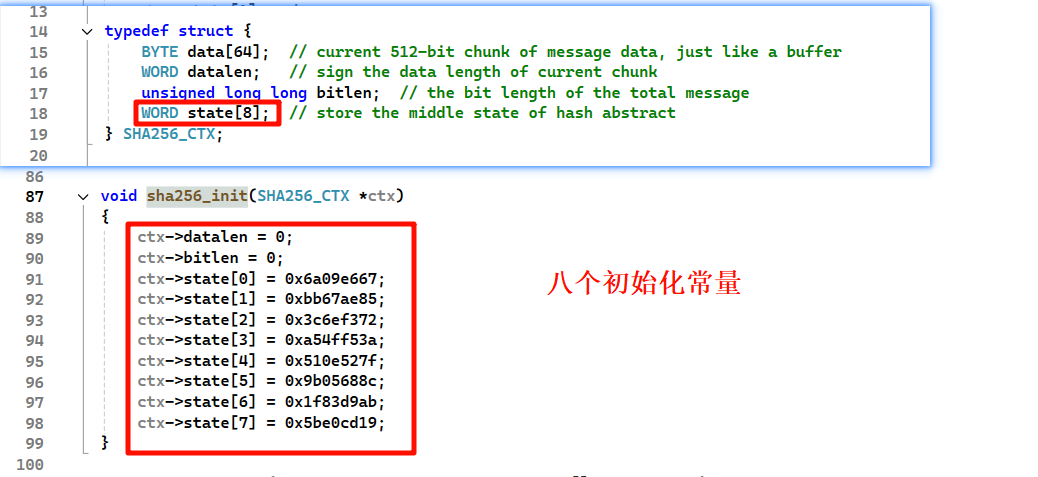 13
14 typedef struct {
15 BYTE data[64]; // current 512-bit chunk of message data, just like a buffer
16 WORD datalen; // sign the data length of current chunk
17 unsigned long long bitlen; // the bit length of the total message
18 WORD state[8]; // store the middle state of hash abstract
19 } SHA256_CTX;
20
86
87 void sha256_init(SHA256_CTX *ctx)
88 {
89 ctx->datalen = 0;
90 ctx->bitlen = 0;
91 ctx->state[0] = 0x6a09e667;
92 ctx->state[1] = 0xbb67ae85;
93 ctx->state[2] = 0x3c6ef372;
94 ctx->state[3] = 0xa54ff53a;
95 ctx->state[4] = 0x510e527f;
96 ctx->state[5] = 0x9b05688c;
97 ctx->state[6] = 0x1f83d9ab;
98 ctx->state[7] = 0x5be0cd19;
99 }
100
八个初始化常量